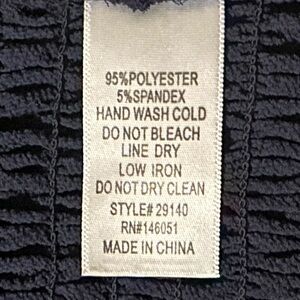 95%POLYESTER
5%SPANDEX
HAND WASH COLD
DO NOT BLEACH
LINE DRY
LOW IRON
DO NOT DRY CLEAN
STYLE# 29140
RN#146051
MADE IN CHINA